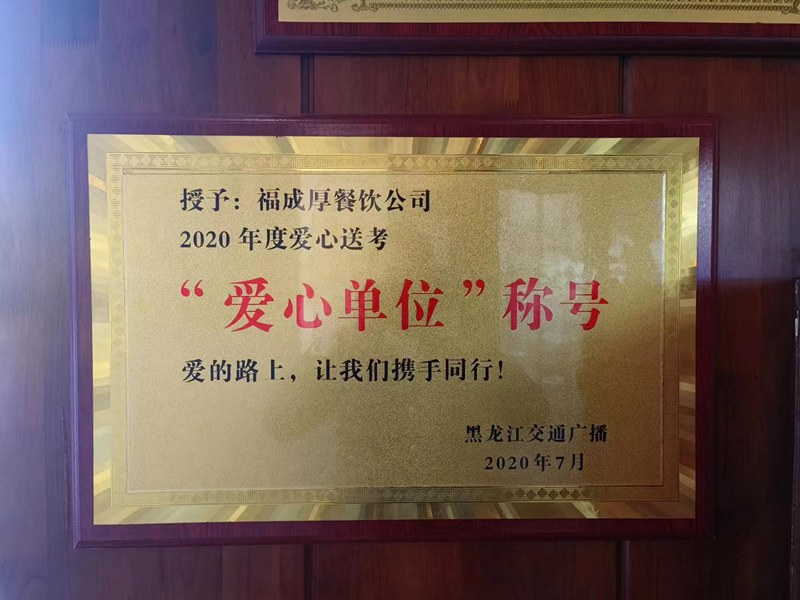 授予：福成厚餐饮公司
2020年度爱心送考
“爱心单位”称号
爱的路上，让我们携手同行！
黑龙江交通广播
2020年7月